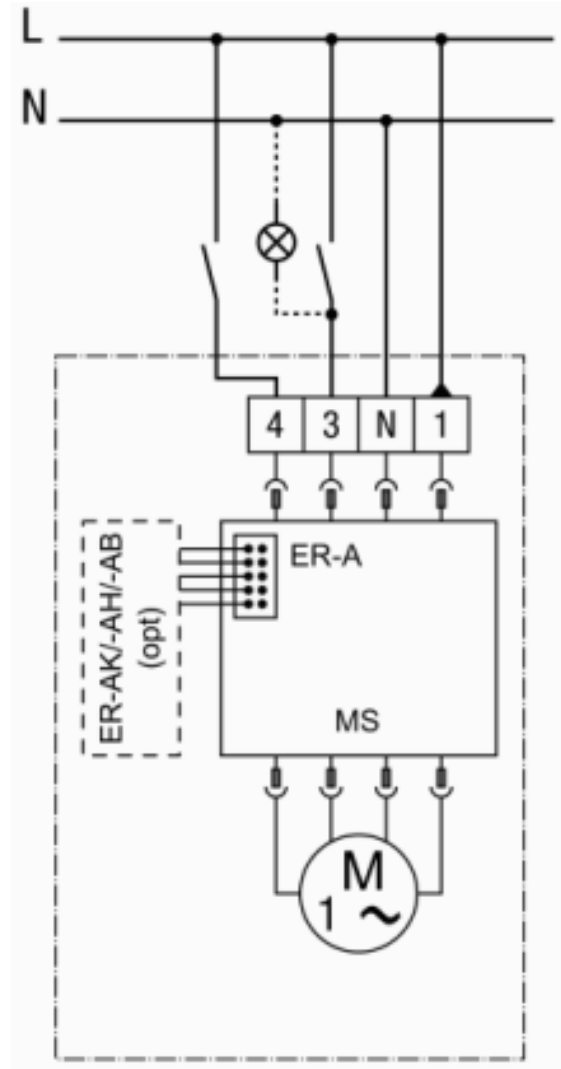 L
N
4 3 N 1
ER-A
ER-AK/-AH/-AB
(opt)
MS
M
1 ~